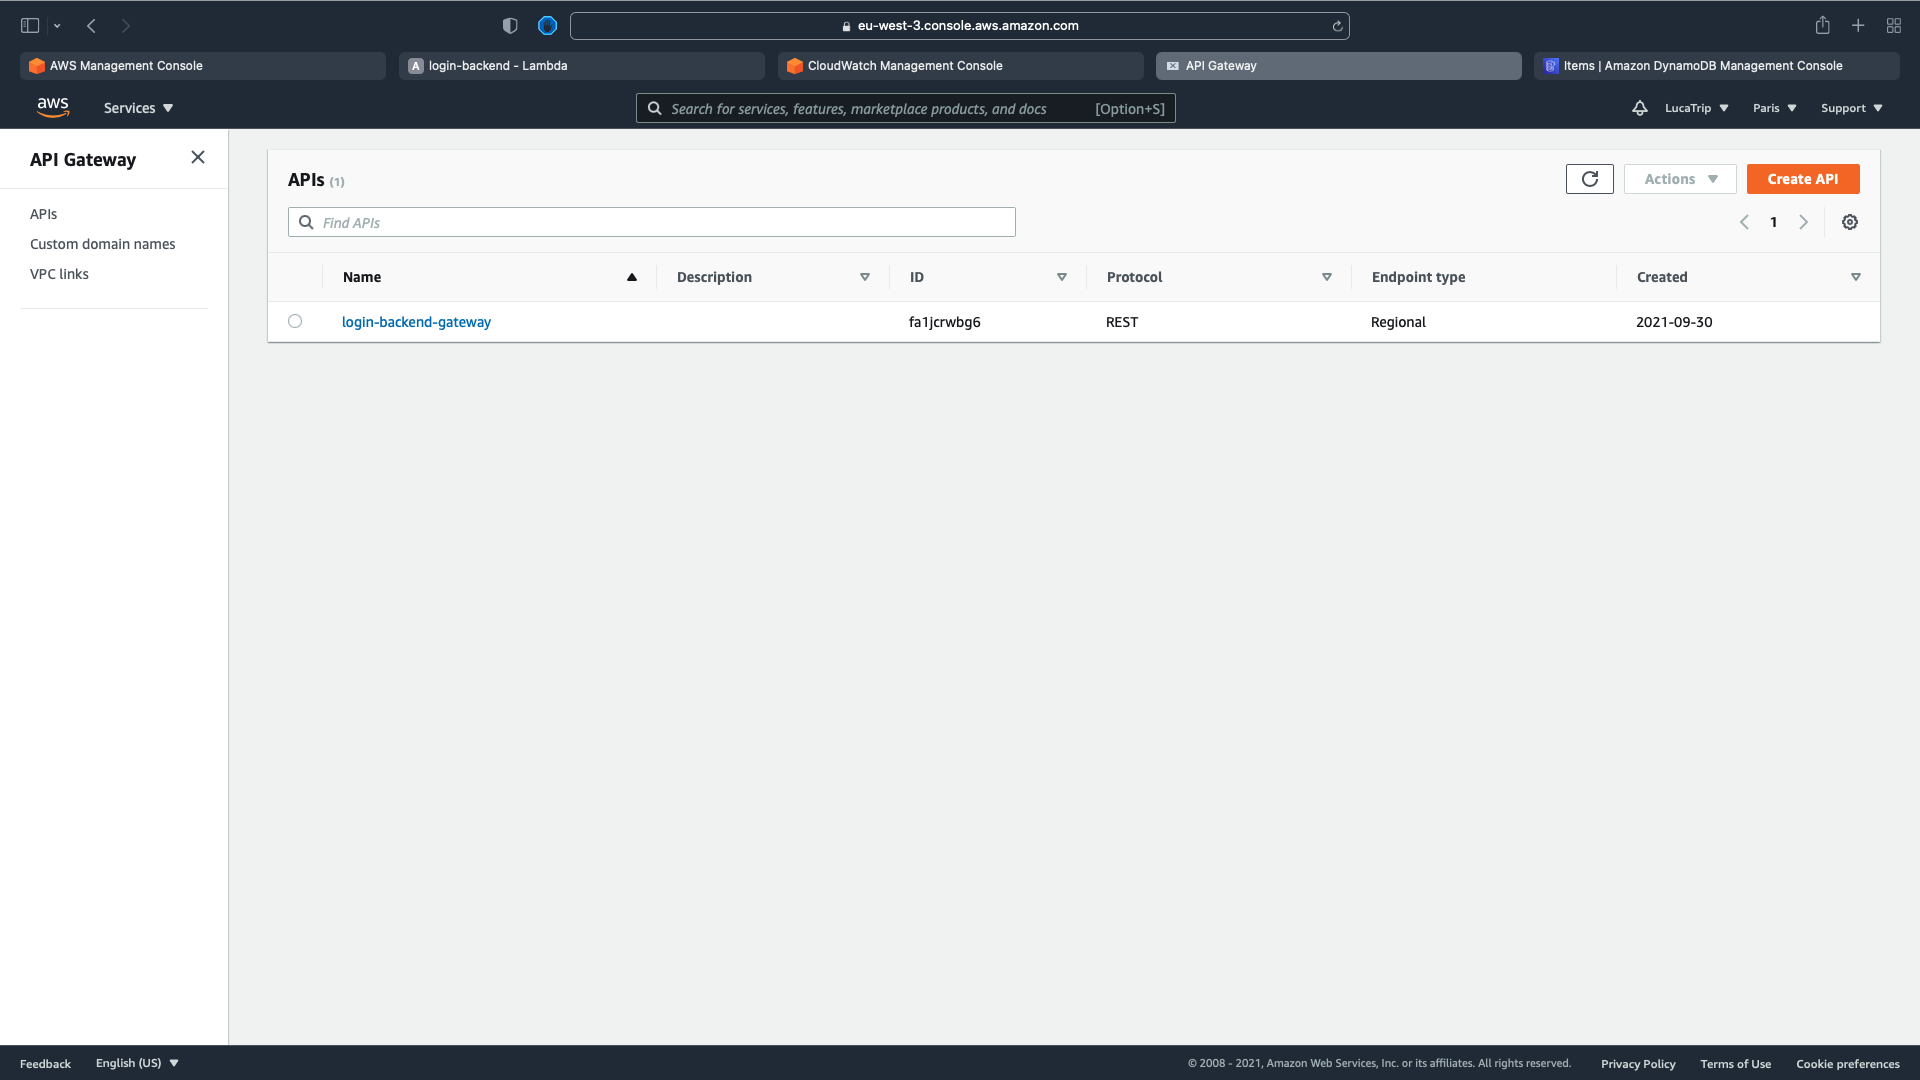 eu-west-3.console.aws.amazon.com
AWS Management Console
A login-backend - Lambda
CloudWatch Management Console
API Gateway
Items | Amazon DynamoDB Management Console
aws
Services
Search for services, features, marketplace products, and docs [Option+S]
LucaTrip
Paris
Support
API Gateway
APIs
Custom domain names
VPC links
APIs (1)
Actions
Create API
Find APIs
1
Name Description ID Protocol Endpoint type Created
login-backend-gateway fa1jcrwbg6 REST Regional 2021-09-30
Feedback
English (US)
© 2008 - 2021, Amazon Web Services, Inc. or its affiliates. All rights reserved.
Privacy Policy
Terms of Use
Cookie preferences